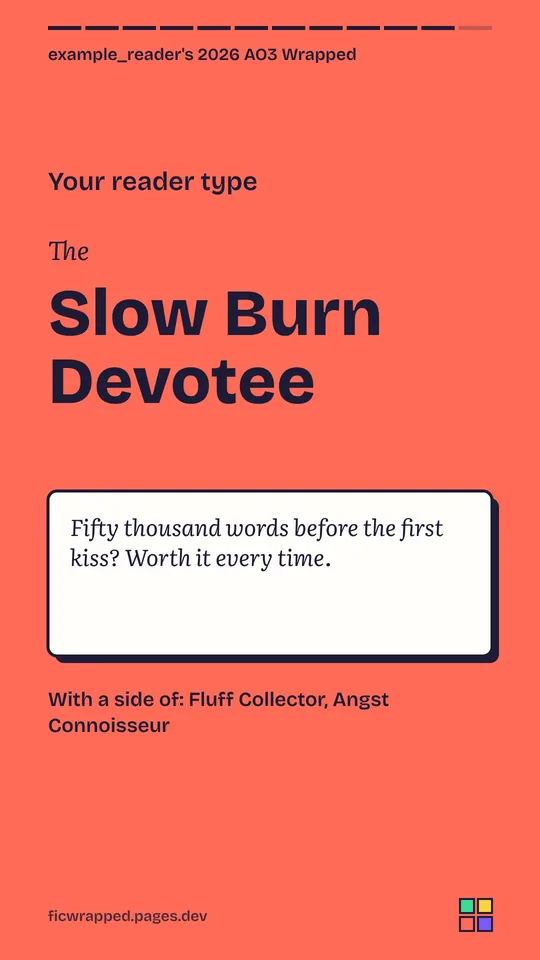 example_reader's 2026 AO3 Wrapped
Your reader type
The
Slow Burn
Devotee
Fifty thousand words before the first
kiss? Worth it every time.
With a side of: Fluff Collector, Angst
Connoisseur
ficwrapped.pages.dev